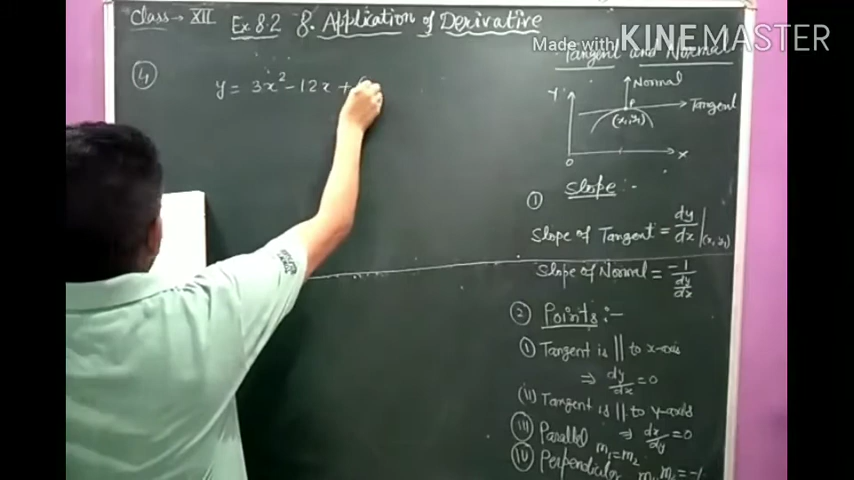 Class → XII Ex 8.2 8. Application of Derivative
Made with KINEMASTER
Tangent and Normal
④ y = 3x² - 12x +
Normal
Y
P
Tangent
(x₁,y₁)
O
X
① Slope :-
Slope of Tangent = dy/dx |(x₁,y₁)
Slope of Normal = -1/(dy/dx)
② Points :-
(i) Tangent is || to x-axis
⇒ dy/dx = 0
(ii) Tangent is || to y-axis
⇒ dx/dy = 0
(iii) Parallel m₁=m₂
(iv) Perpendicular m₁ m₂ = -1